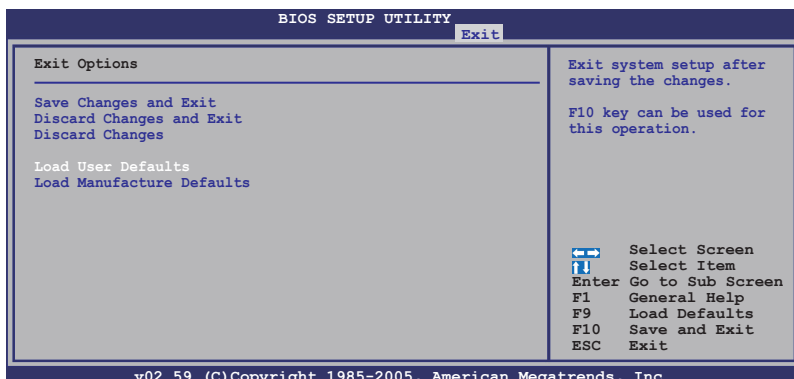 BIOS SETUP UTILITY
Exit
Exit Options
Save Changes and Exit
Discard Changes and Exit
Discard Changes
Load User Defaults
Load Manufacture Defaults
Exit system setup after
saving the changes.
F10 key can be used for
this operation.
←→ Select Screen
↑↓ Select Item
Enter Go to Sub Screen
F1 General Help
F9 Load Defaults
F10 Save and Exit
ESC Exit
v02.59 (C)Copyright 1985-2005, American Megatrends, Inc